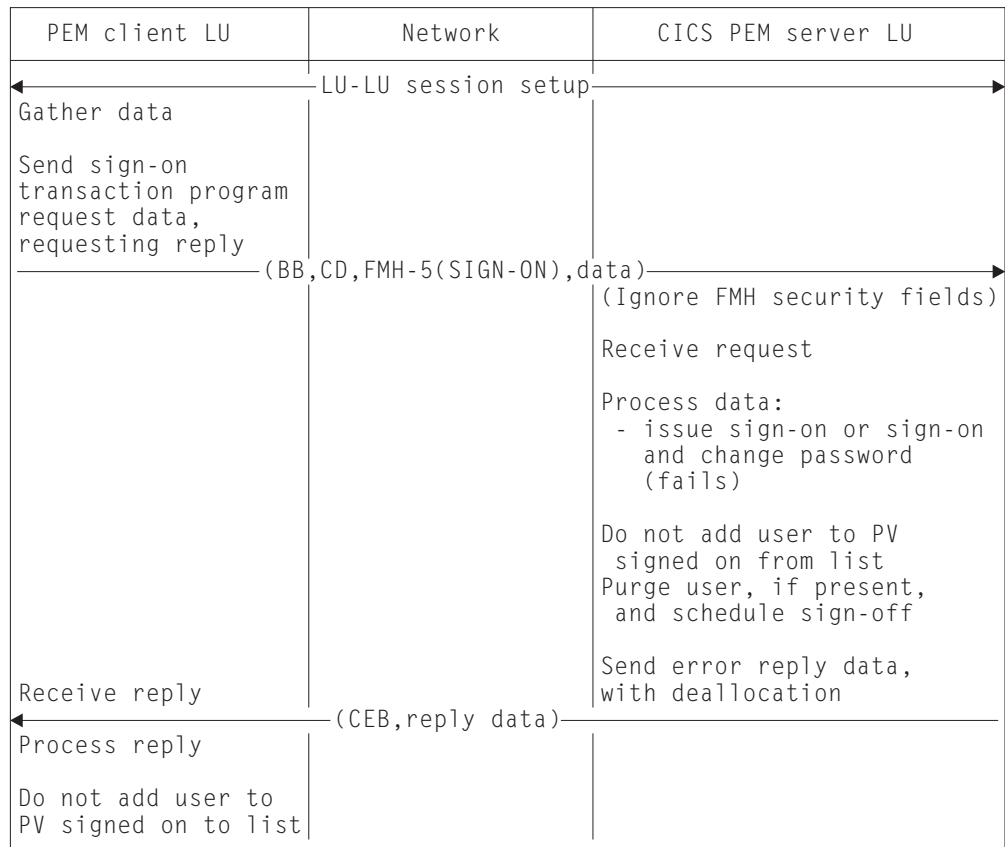 PEM client LU Network CICS PEM server LU
LU-LU session setup
Gather data
Send sign-on
transaction program
request data,
requesting reply
(BB,CD,FMH-5(SIGN-ON),data)
(Ignore FMH security fields)
Receive request
Process data:
- issue sign-on or sign-on
and change password
(fails)
Do not add user to PV
signed on from list
Purge user, if present,
and schedule sign-off
Send error reply data,
Receive reply with deallocation
(CEB,reply data)
Process reply
Do not add user to
PV signed on to list